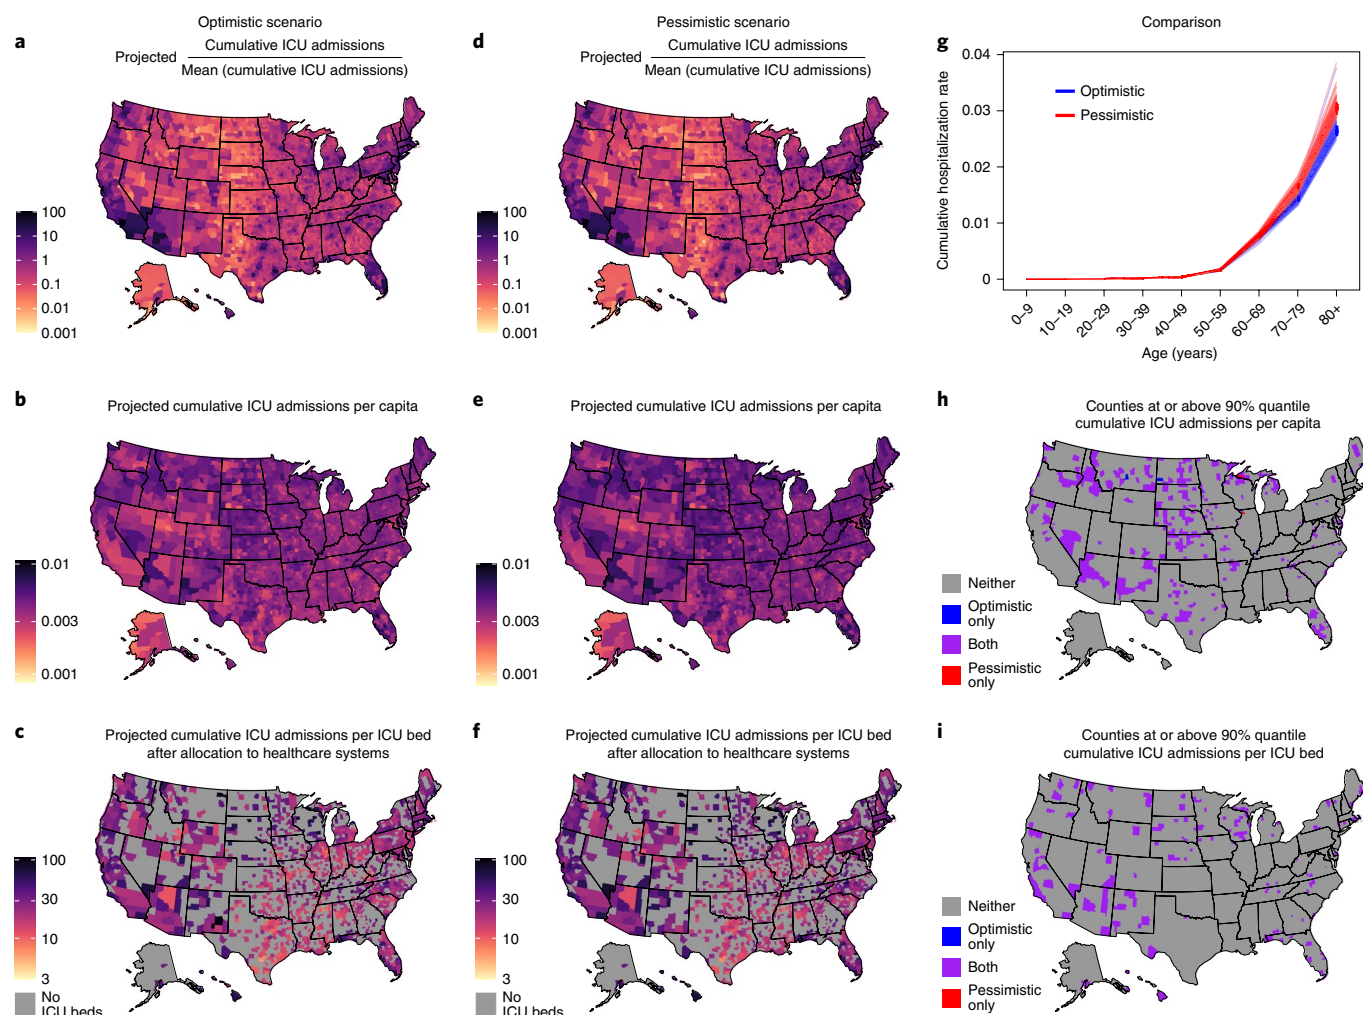 Optimistic scenario
a
Projected
Cumulative ICU admissions
Mean (cumulative ICU admissions)
100
10
1
0.1
0.01
0.001
Pessimistic scenario
d
Projected
Cumulative ICU admissions
Mean (cumulative ICU admissions)
100
10
1
0.1
0.01
0.001
Comparison
g
Cumulative hospitalization rate
0.04
0.03
0.02
0.01
0
Optimistic
Pessimistic
0–9
10–19
20–29
30–39
40–49
50–59
60–69
70–79
80+
Age (years)
b
Projected cumulative ICU admissions per capita
0.01
0.003
0.001
e
Projected cumulative ICU admissions per capita
0.01
0.003
0.001
h
Counties at or above 90% quantile
cumulative ICU admissions per capita
Neither
Optimistic
only
Both
Pessimistic
only
c
Projected cumulative ICU admissions per ICU bed
after allocation to healthcare systems
100
30
10
3
No
ICU beds
f
Projected cumulative ICU admissions per ICU bed
after allocation to healthcare systems
100
30
10
3
No
ICU beds
i
Counties at or above 90% quantile
cumulative ICU admissions per ICU bed
Neither
Optimistic
only
Both
Pessimistic
only